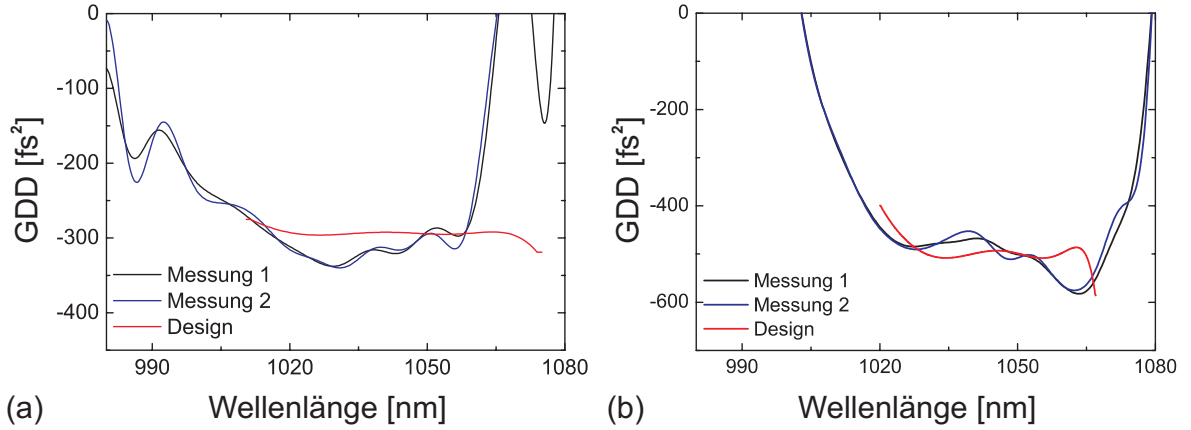 0
-100
-200
-300
-400
GDD [fs²]
Messung 1
Messung 2
Design
990
1020
1050
1080
(a)
Wellenlänge [nm]
0
-200
-400
-600
GDD [fs²]
Messung 1
Messung 2
Design
990
1020
1050
1080
(b)
Wellenlänge [nm]